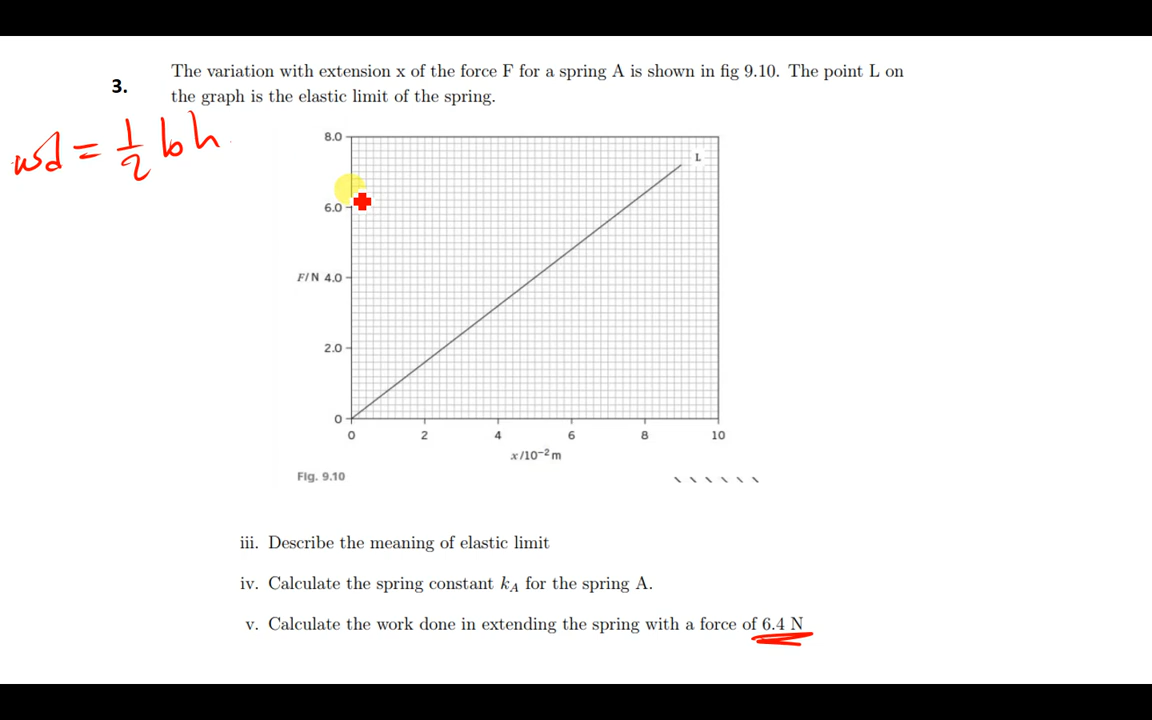 3.
The variation with extension x of the force F for a spring A is shown in fig 9.10. The point L on
the graph is the elastic limit of the spring.
wd = 1/2 b h
8.0
L
6.0
F/N 4.0
2.0
0
0 2 4 6 8 10
x/10⁻² m
Fig. 9.10
iii. Describe the meaning of elastic limit
iv. Calculate the spring constant k_A for the spring A.
v. Calculate the work done in extending the spring with a force of 6.4 N